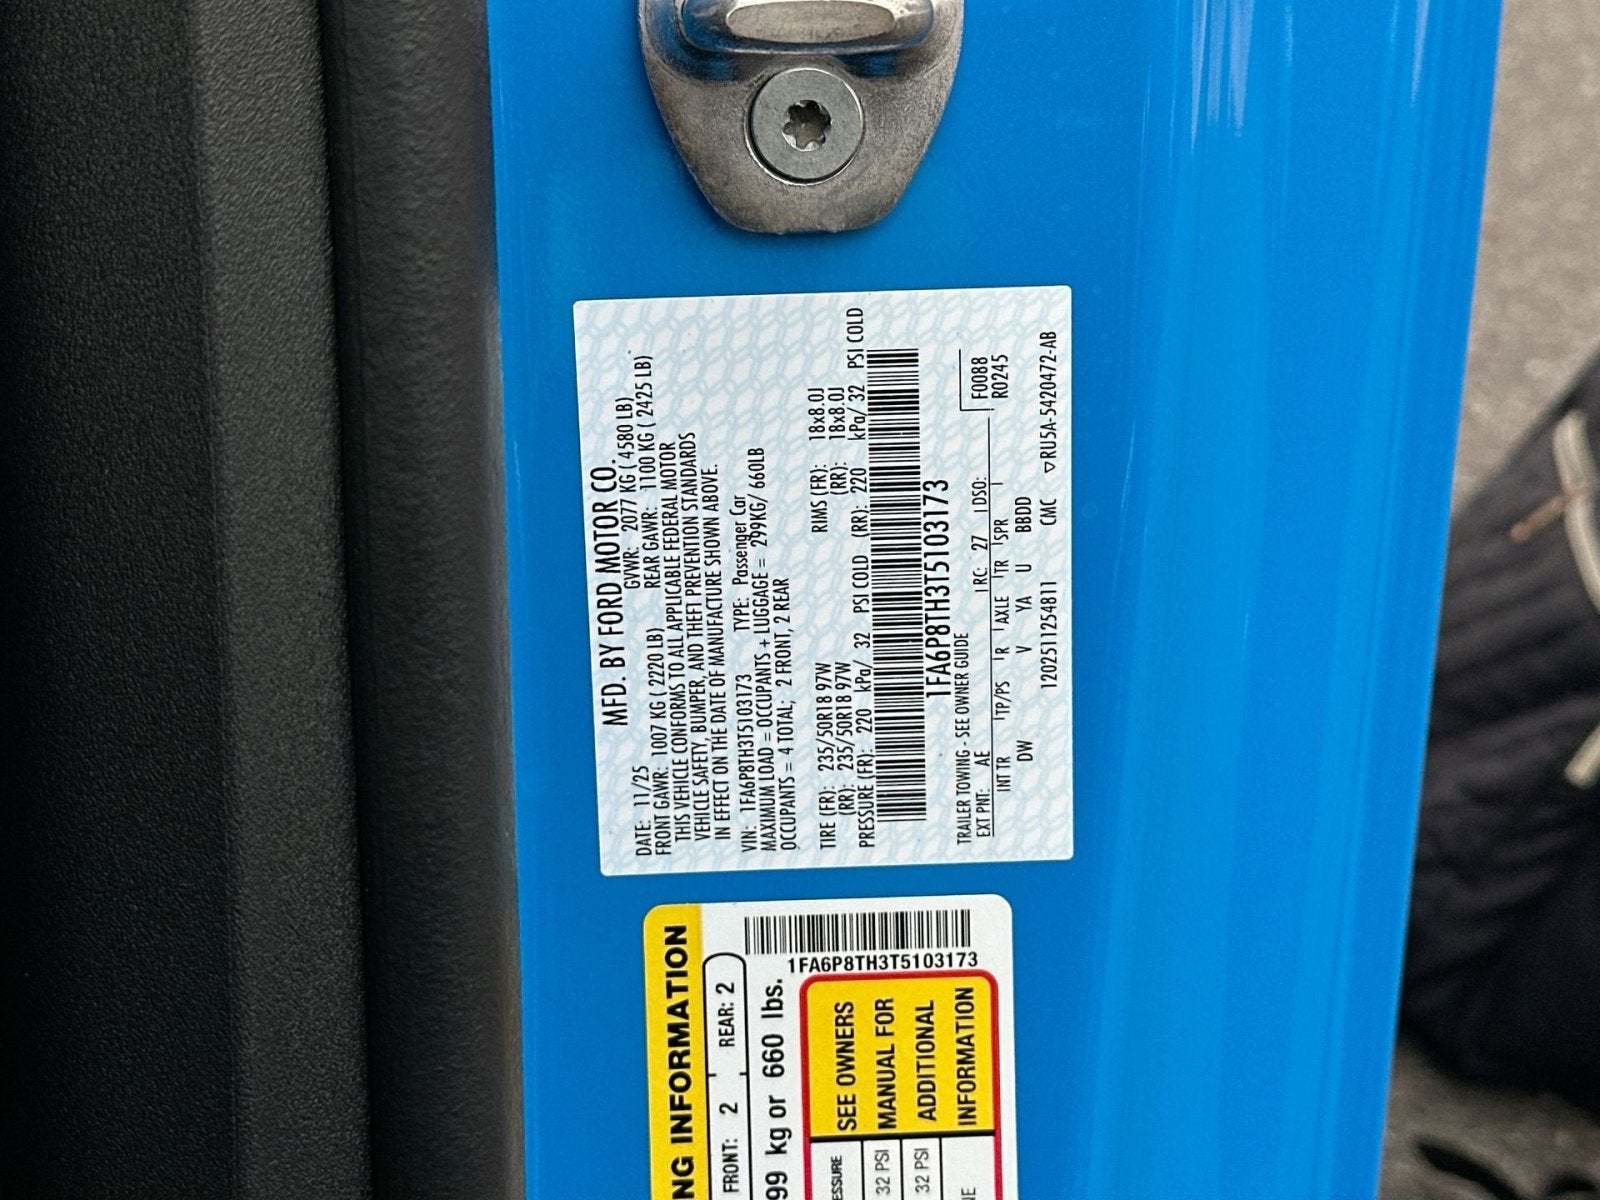 MFD. BY FORD MOTOR CO.
DATE: 11/25 GVWR: 2077 KG ( 4580 LB)
FRONT GAWR: 1007 KG ( 2220 LB) REAR GAWR: 1100 KG ( 2425 LB)
THIS VEHICLE CONFORMS TO ALL APPLICABLE FEDERAL MOTOR
VEHICLE SAFETY, BUMPER, AND THEFT PREVENTION STANDARDS
IN EFFECT ON THE DATE OF MANUFACTURE SHOWN ABOVE.
VIN: 1FA6P8TH3T5103173 TYPE: Passenger Car
MAXIMUM LOAD = OCCUPANTS + LUGGAGE = 299KG/ 660LB
OCCUPANTS = 4 TOTAL; 2 FRONT, 2 REAR
TIRE (FR): 235/50R18 97W RIMS (FR): 18x8.0J
(RR): 235/50R18 97W (RR): 18x8.0J
PRESSURE (FR): 220 kPa/ 32 PSI COLD (RR): 220 kPa/ 32 PSI COLD
1FA6P8TH3T5103173
TRAILER TOWING - SEE OWNER GUIDE
EXT PNT: AE RC: 27 DSO: F0088
R0245
INT TR TP/PS R AXLE TR SPR
DW V YA U BBDD
1202511254811 CMC ▽RU5A-5420472-AB
NG INFORMATION
FRONT: 2 REAR: 2
99 kg or 660 lbs.
1FA6P8TH3T5103173
ESSURE
32 PSI
32 PSI
NE
SEE OWNERS
MANUAL FOR
ADDITIONAL
INFORMATION